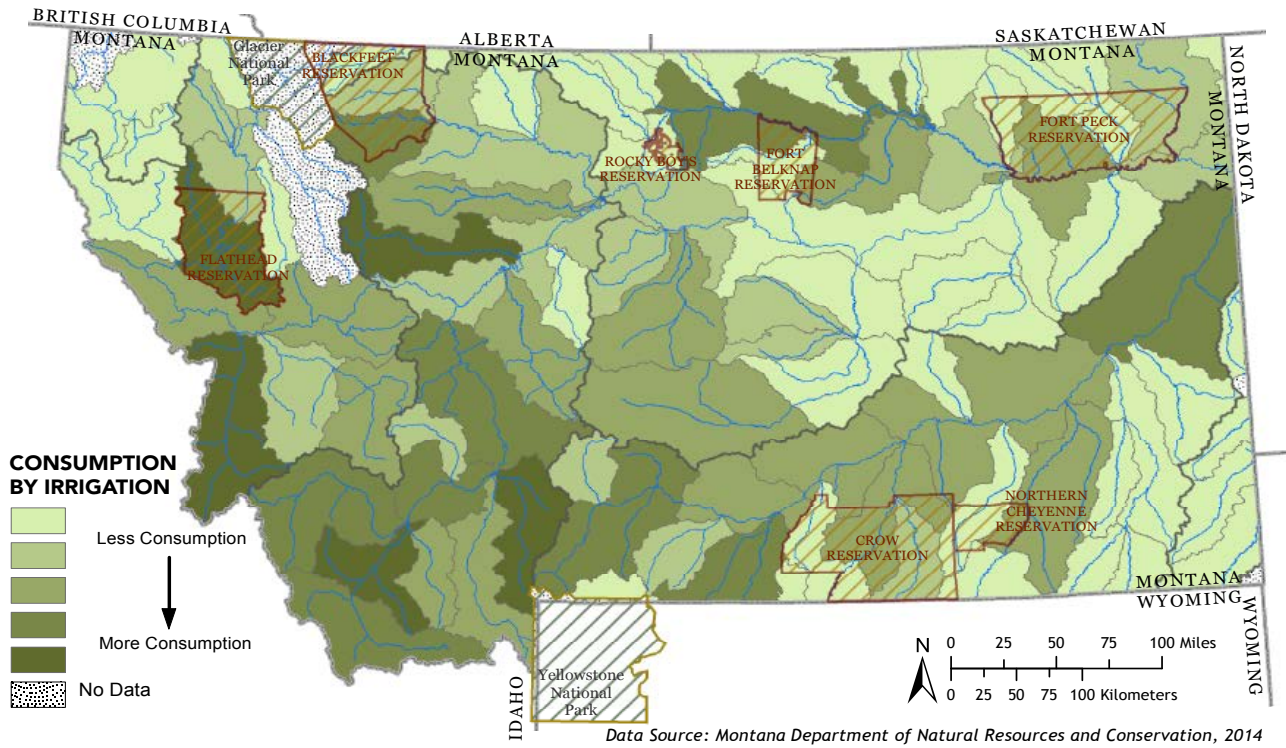 BRITISH COLUMBIA
MONTANA
ALBERTA
MONTANA
SASKATCHEWAN
MONTANA
NORTH DAKOTA
MONTANA
Glacier
National
Park
BLACKFEET
RESERVATION
ROCKY BOY'S
RESERVATION
FORT
BELKNAP
RESERVATION
FORT PECK
RESERVATION
FLATHEAD
RESERVATION
CONSUMPTION
BY IRRIGATION
Less Consumption
More Consumption
No Data
CROW
RESERVATION
NORTHERN
CHEYENNE
RESERVATION
MONTANA
WYOMING
WYOMING
Yellowstone
National
Park
IDAHO
N
0 25 50 75 100 Miles
0 25 50 75 100 Kilometers
Data Source: Montana Department of Natural Resources and Conservation, 2014